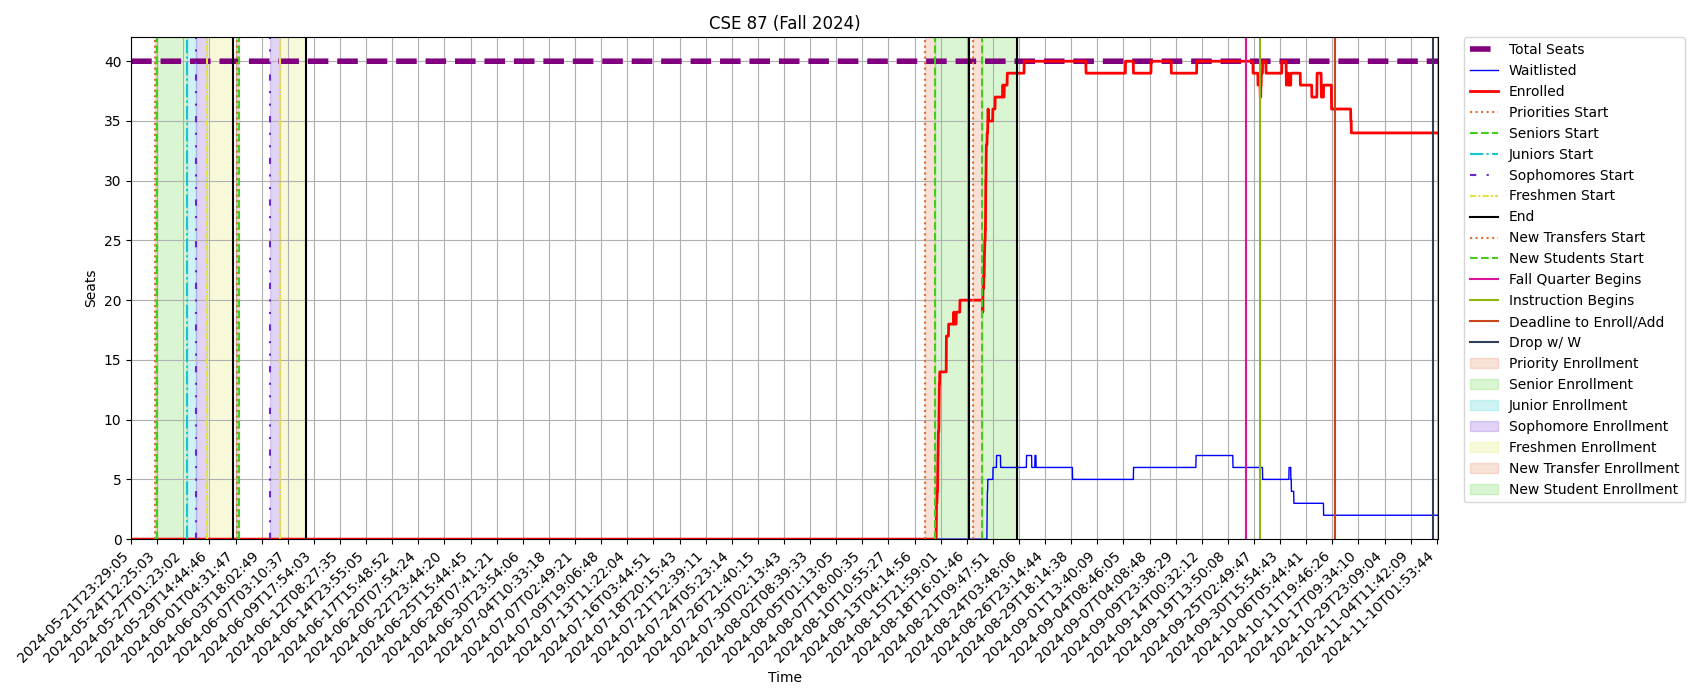 CSE 87 (Fall 2024)
Seats
40
35
30
25
20
15
10
5
0
2024-05-21T23:29:05
2024-05-24T12:25:03
2024-05-27T01:23:02
2024-05-29T14:44:46
2024-06-01T04:31:47
2024-06-03T18:02:49
2024-06-07T03:10:37
2024-06-09T17:54:03
2024-06-12T08:27:35
2024-06-14T23:55:05
2024-06-17T15:48:52
2024-06-20T07:54:24
2024-06-22T23:44:20
2024-06-25T15:44:45
2024-06-28T07:41:21
2024-06-30T23:54:06
2024-07-04T10:33:18
2024-07-07T02:49:21
2024-07-09T19:06:48
2024-07-13T11:22:04
2024-07-16T03:44:51
2024-07-18T20:15:43
2024-07-21T12:39:11
2024-07-24T05:23:14
2024-07-26T21:40:15
2024-07-30T02:13:43
2024-08-02T18:39:33
2024-08-05T01:13:05
2024-08-07T18:00:35
2024-08-10T10:55:27
2024-08-13T04:14:56
2024-08-15T21:59:01
2024-08-18T16:01:46
2024-08-21T09:47:51
2024-08-24T03:48:06
2024-08-26T23:14:44
2024-08-29T18:14:38
2024-09-01T13:40:09
2024-09-04T08:46:05
2024-09-07T04:08:48
2024-09-09T23:38:29
2024-09-14T00:32:12
2024-09-19T13:50:08
2024-09-25T02:49:47
2024-09-30T15:54:43
2024-10-06T05:44:41
2024-10-11T19:46:26
2024-10-17T09:34:10
2024-10-29T23:09:04
2024-11-04T11:42:09
2024-11-10T01:53:44
Time
Total Seats
Waitlisted
Enrolled
Priorities Start
Seniors Start
Juniors Start
Sophomores Start
Freshmen Start
End
New Transfers Start
New Students Start
Fall Quarter Begins
Instruction Begins
Deadline to Enroll/Add
Drop w/ W
Priority Enrollment
Senior Enrollment
Junior Enrollment
Sophomore Enrollment
Freshmen Enrollment
New Transfer Enrollment
New Student Enrollment